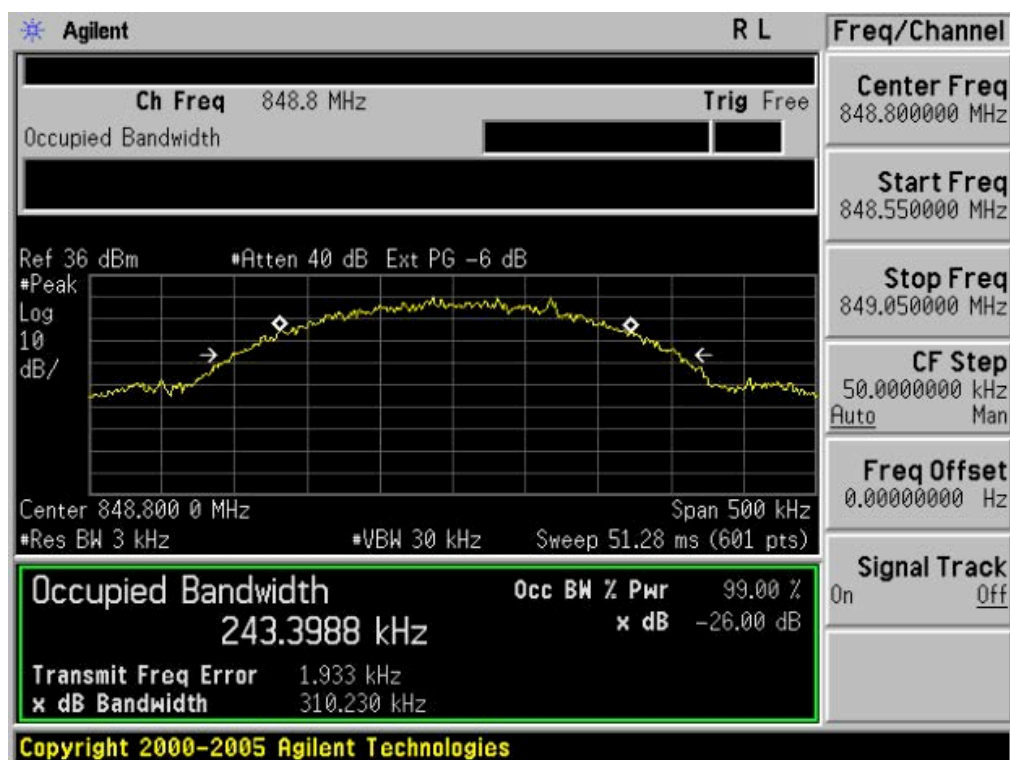 Agilent
R L
Freq/Channel
Ch Freq 848.8 MHz
Trig Free
Occupied Bandwidth
Center Freq
848.800000 MHz
Start Freq
848.550000 MHz
Stop Freq
849.050000 MHz
CF Step
50.0000000 kHz
Auto Man
Freq Offset
0.00000000 Hz
Signal Track
On Off
Ref 36 dBm
#Atten 40 dB Ext PG -6 dB
#Peak
Log
10
dB/
Center 848.800 0 MHz
Span 500 kHz
#Res BW 3 kHz
#VBW 30 kHz
Sweep 51.28 ms (601 pts)
Occupied Bandwidth
243.3988 kHz
Occ BW % Pwr 99.00 %
x dB -26.00 dB
Transmit Freq Error 1.933 kHz
x dB Bandwidth 310.230 kHz
Copyright 2000-2005 Agilent Technologies